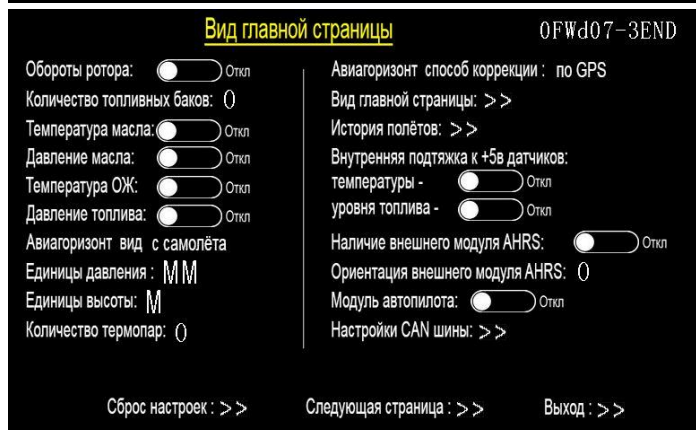 Вид главной страницы
0FWd07-3END
Обороты ротора: Откл
Количество топливных баков: 0
Температура масла: Откл
Давление масла: Откл
Температура ОЖ: Откл
Давление топлива: Откл
Авиагоризонт вид с самолёта
Единицы давления : ММ
Единицы высоты: М
Количество термопар: 0
Авиагоризонт способ коррекции : по GPS
Вид главной страницы: >>
История полётов: >>
Внутренняя подтяжка к +5в датчиков:
температуры - Откл
уровня топлива - Откл
Наличие внешнего модуля AHRS: Откл
Ориентация внешнего модуля AHRS: 0
Модуль автопилота: Откл
Настройки CAN шины: >>
Сброс настроек : >>
Следующая страница : >>
Выход : >>